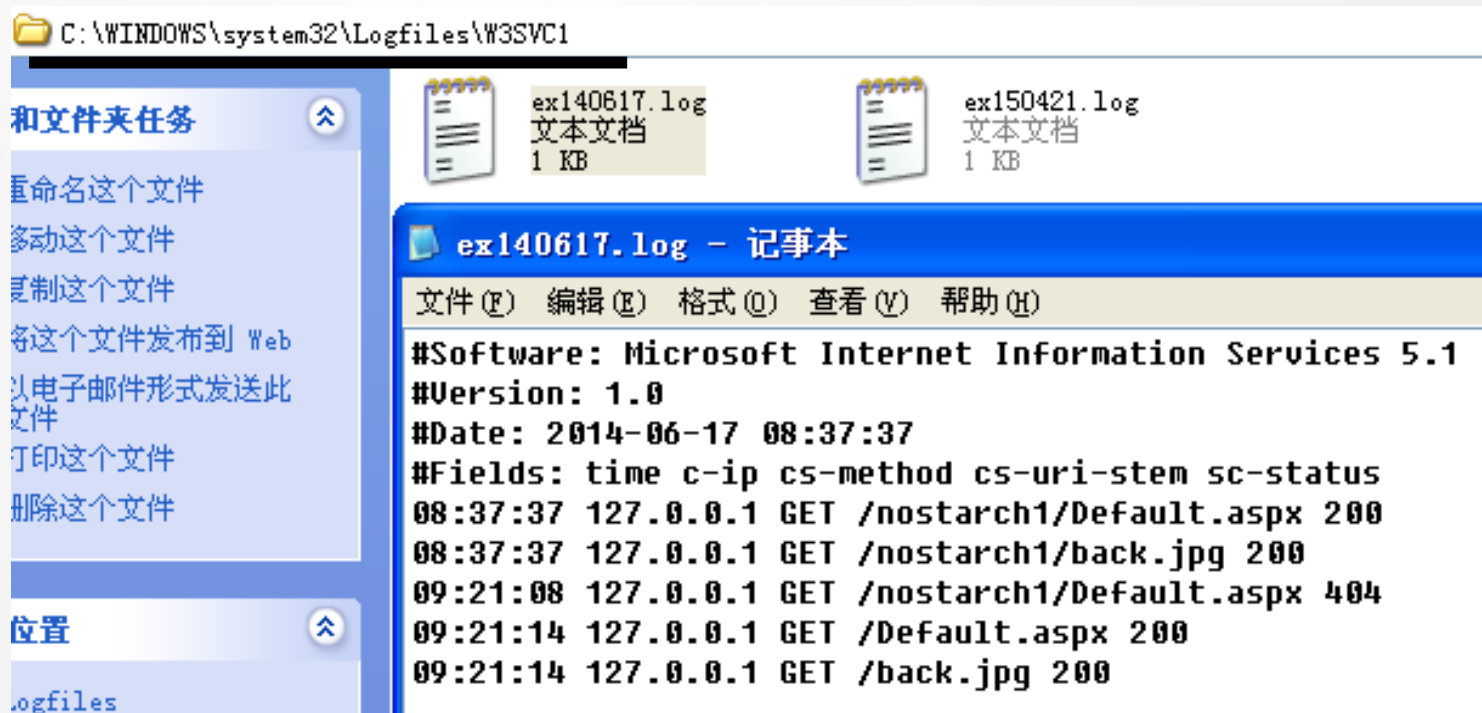 C:\WINDOWS\system32\Logfiles\W3SVC1
和文件夹任务
重命名这个文件
移动这个文件
复制这个文件
将这个文件发布到 Web
以电子邮件形式发送此
文件
打印这个文件
删除这个文件
位置
Logfiles
ex140617.log
文本文档
1 KB
ex150421.log
文本文档
1 KB
ex140617.log - 记事本
文件(F) 编辑(E) 格式(O) 查看(V) 帮助(H)
#Software: Microsoft Internet Information Services 5.1
#Version: 1.0
#Date: 2014-06-17 08:37:37
#Fields: time c-ip cs-method cs-uri-stem sc-status
08:37:37 127.0.0.1 GET /nostarch1/Default.aspx 200
08:37:37 127.0.0.1 GET /nostarch1/back.jpg 200
09:21:08 127.0.0.1 GET /nostarch1/Default.aspx 404
09:21:14 127.0.0.1 GET /Default.aspx 200
09:21:14 127.0.0.1 GET /back.jpg 200